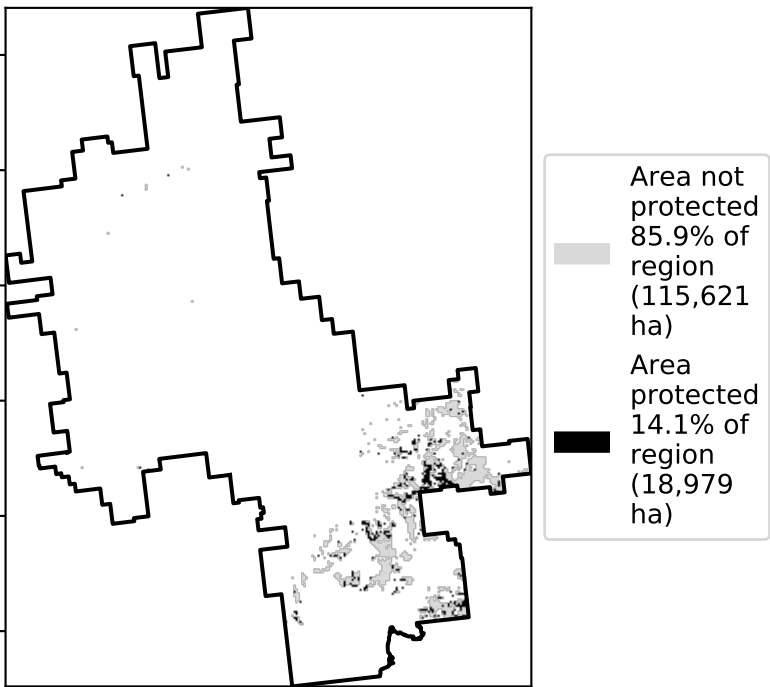 Area not
protected
85.9% of
region
(115,621
ha)
Area
protected
14.1% of
region
(18,979
ha)